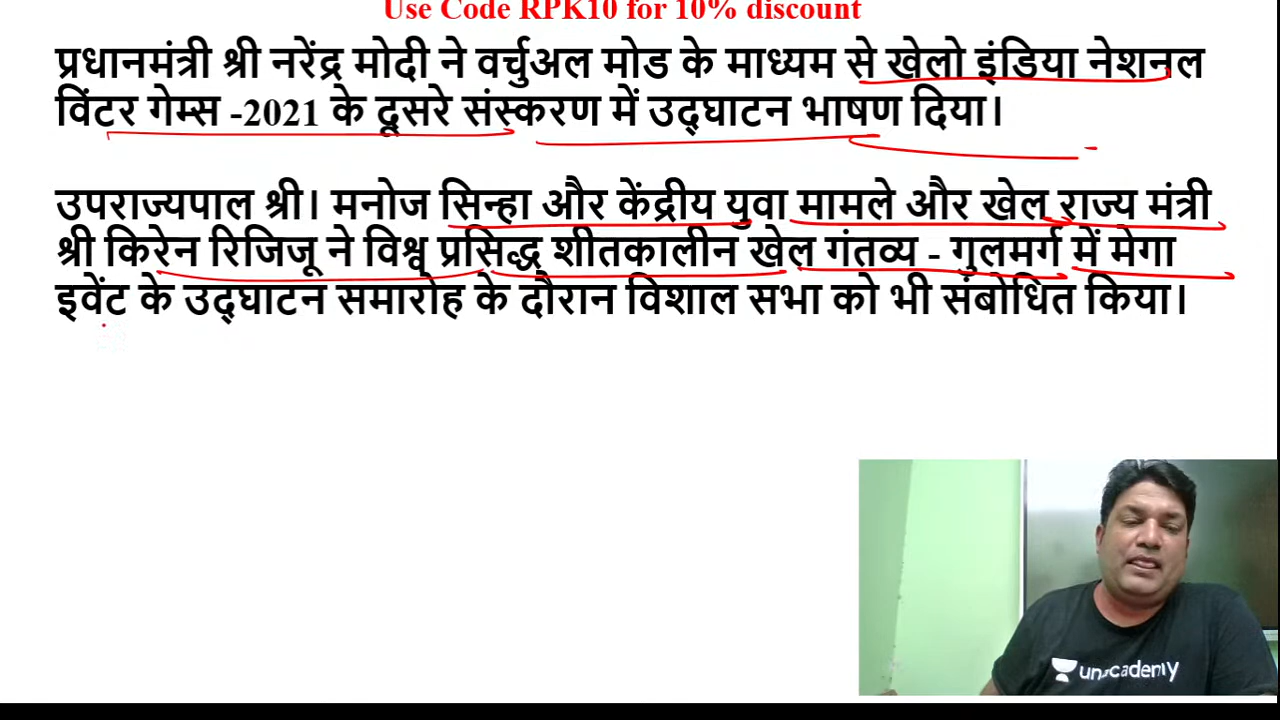 Use Code RPK10 for 10% discount
प्रधानमंत्री श्री नरेंद्र मोदी ने वर्चुअल मोड के माध्यम से खेलो इंडिया नेशनल
विंटर गेम्स -2021 के दूसरे संस्करण में उद्घाटन भाषण दिया।
उपराज्यपाल श्री। मनोज सिन्हा और केंद्रीय युवा मामले और खेल राज्य मंत्री
श्री किरेन रिजिजू ने विश्व प्रसिद्ध शीतकालीन खेल गंतव्य - गुलमर्ग में मेगा
इवेंट के उद्घाटन समारोह के दौरान विशाल सभा को भी संबोधित किया।
unacademy